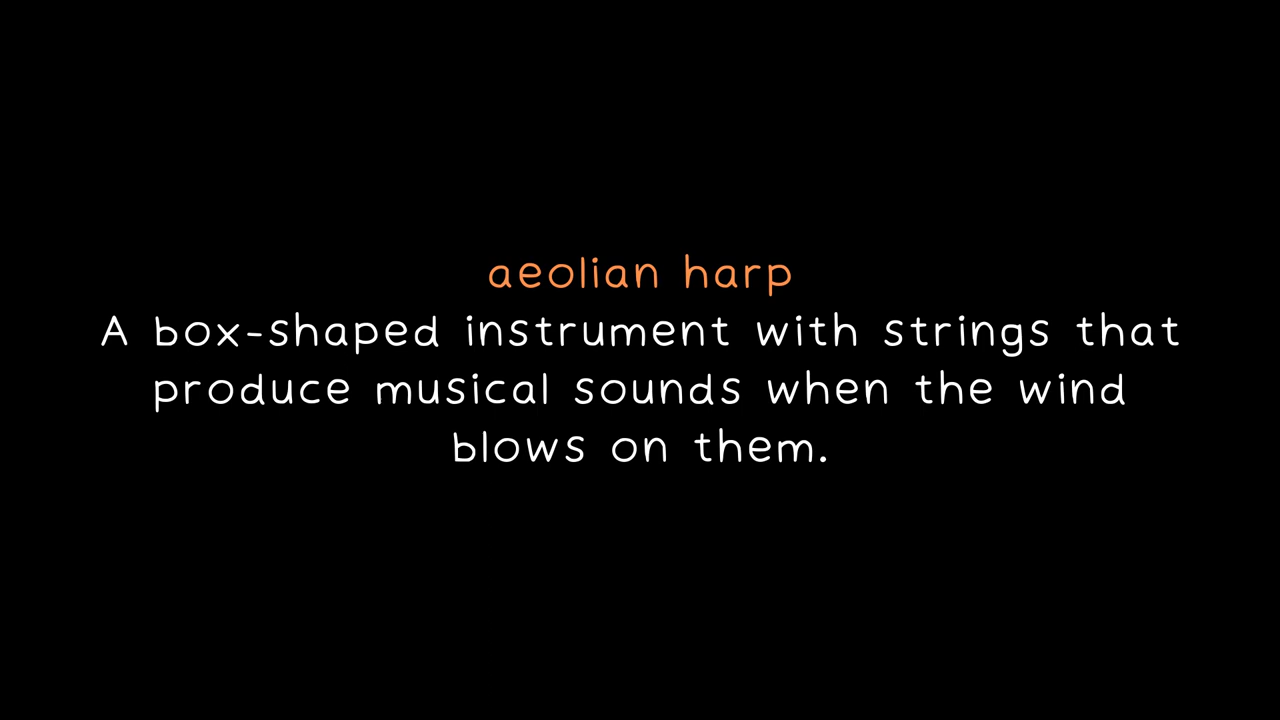 aeolian harp
A box-shaped instrument with strings that
produce musical sounds when the wind
blows on them.